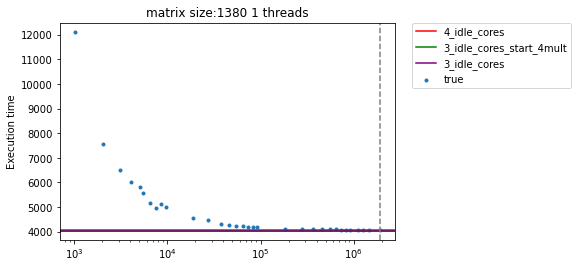 matrix size:1380 1 threads
Execution time
12000
11000
10000
9000
8000
7000
6000
5000
4000
10³
10⁴
10⁵
10⁶
4_idle_cores
3_idle_cores_start_4mult
3_idle_cores
true